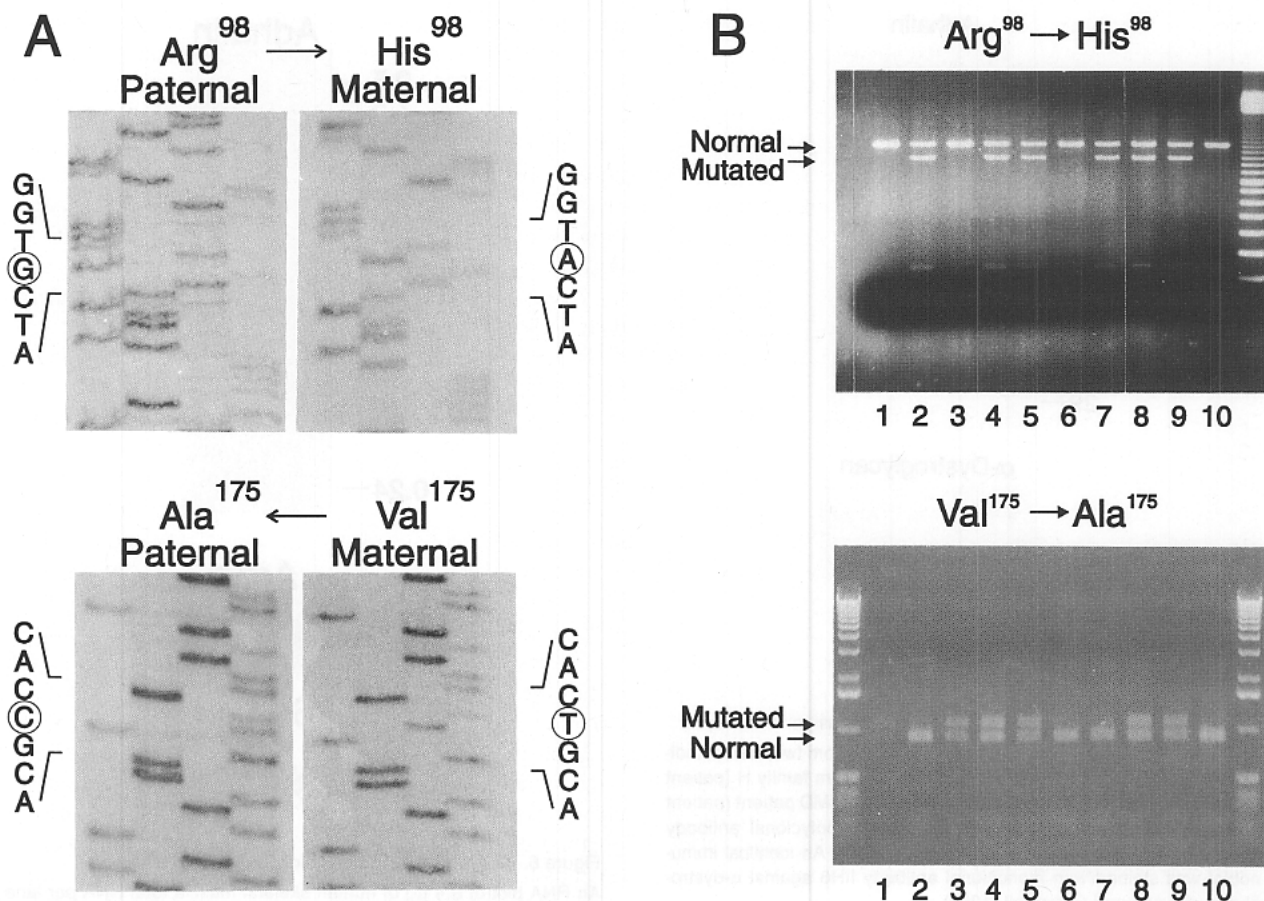 A
Arg98 → His98
Paternal Maternal
G
G
T
G
C
T
A
G
G
T
A
C
T
A
Ala175 ← Val175
Paternal Maternal
C
A
C
C
G
C
A
C
A
C
T
G
C
A
B
Arg98 → His98
Normal →
Mutated →
1 2 3 4 5 6 7 8 9 10
Val175 → Ala175
Mutated →
Normal →
1 2 3 4 5 6 7 8 9 10